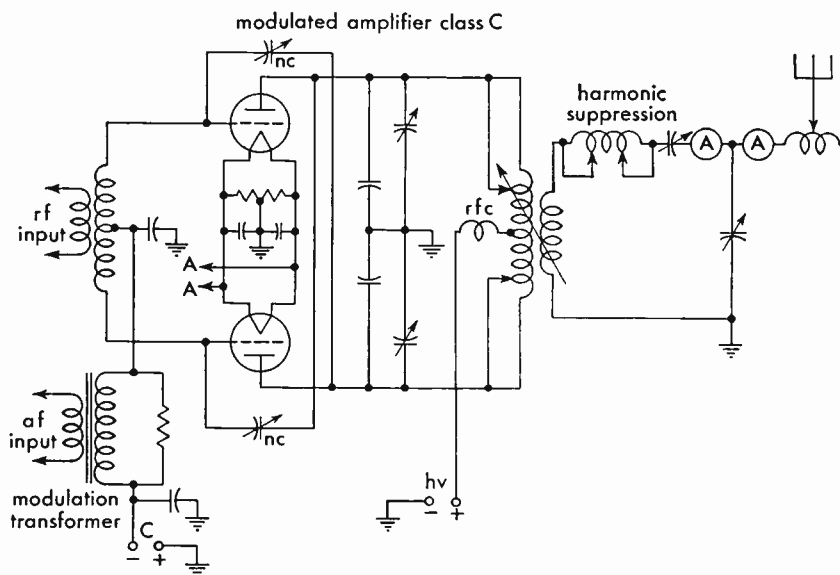 modulated amplifier class C
nc
harmonic
suppression
A
A
rf
input
rfc
A
A
af
input
nc
modulation
transformer
hv
- +
C
- +